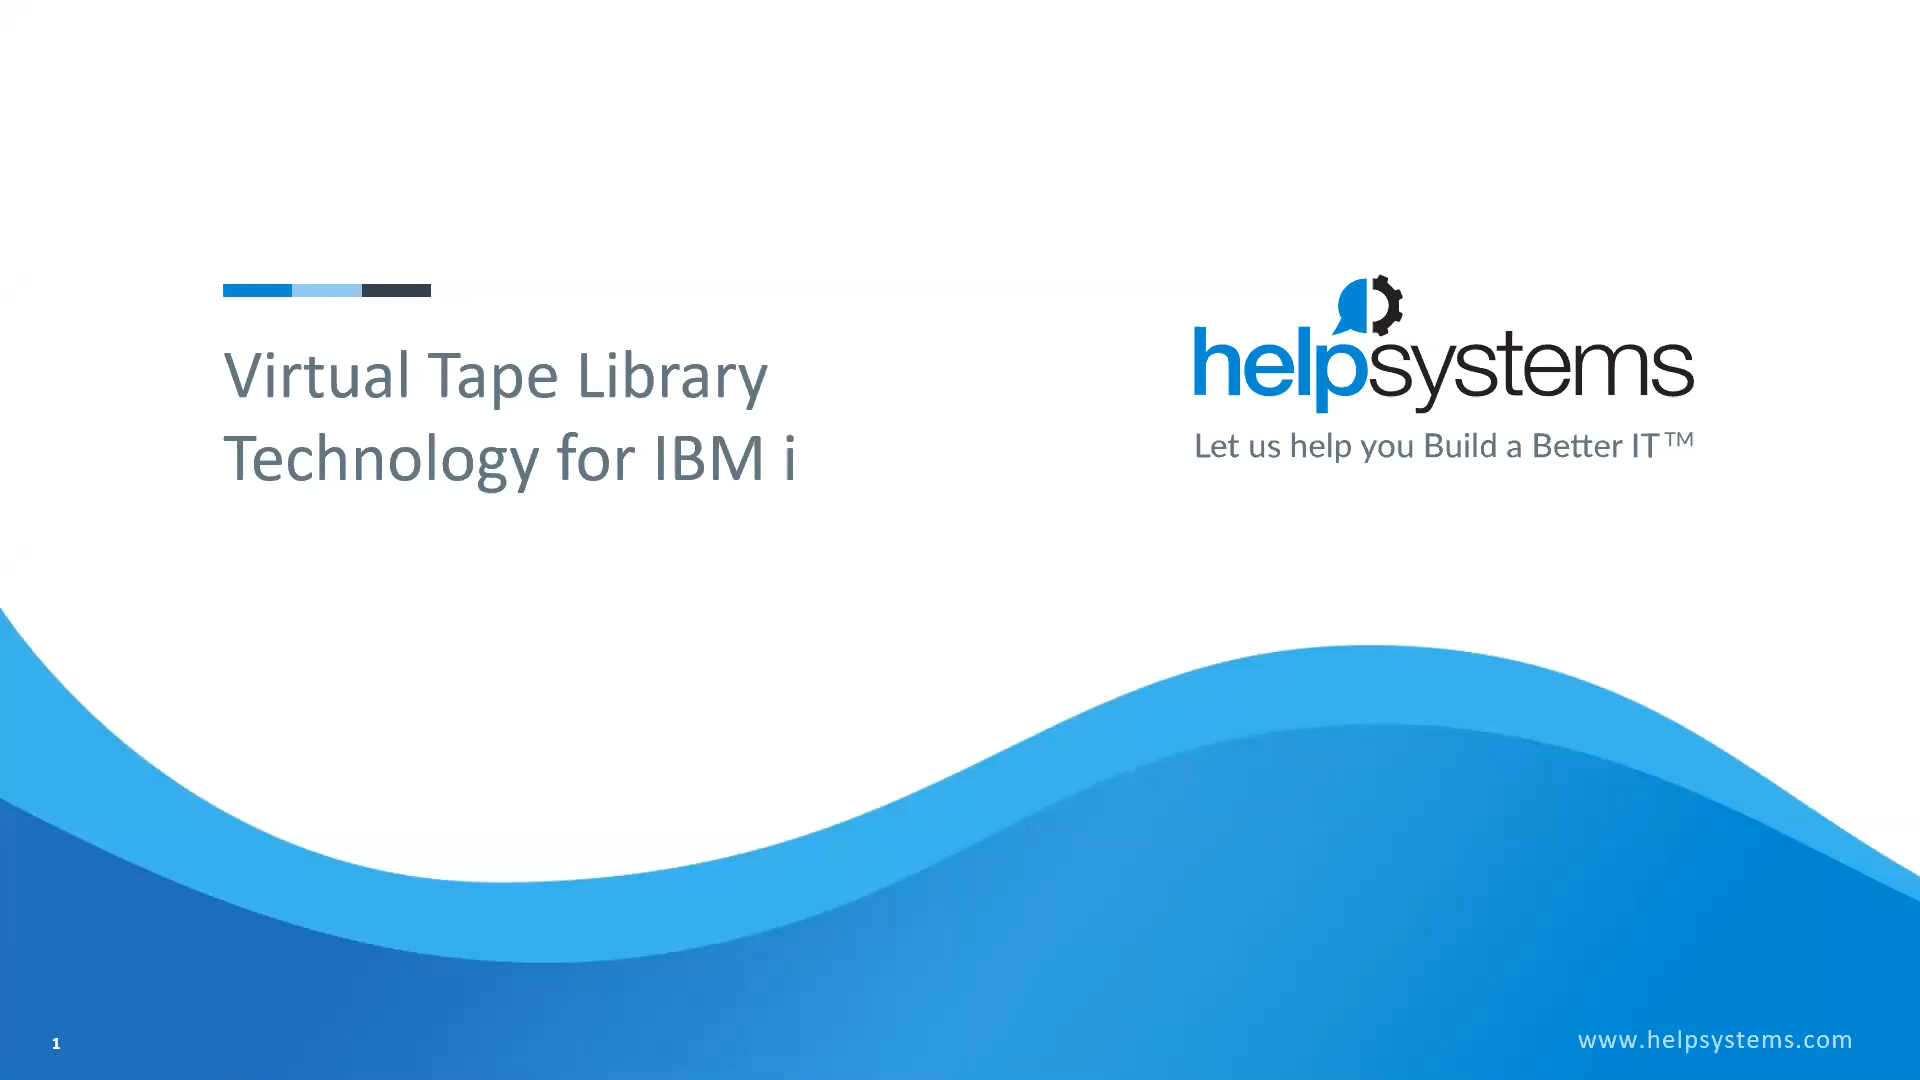 Virtual Tape Library
Technology for IBM i
helpsystems
Let us help you Build a Better IT™
1
www.helpsystems.com